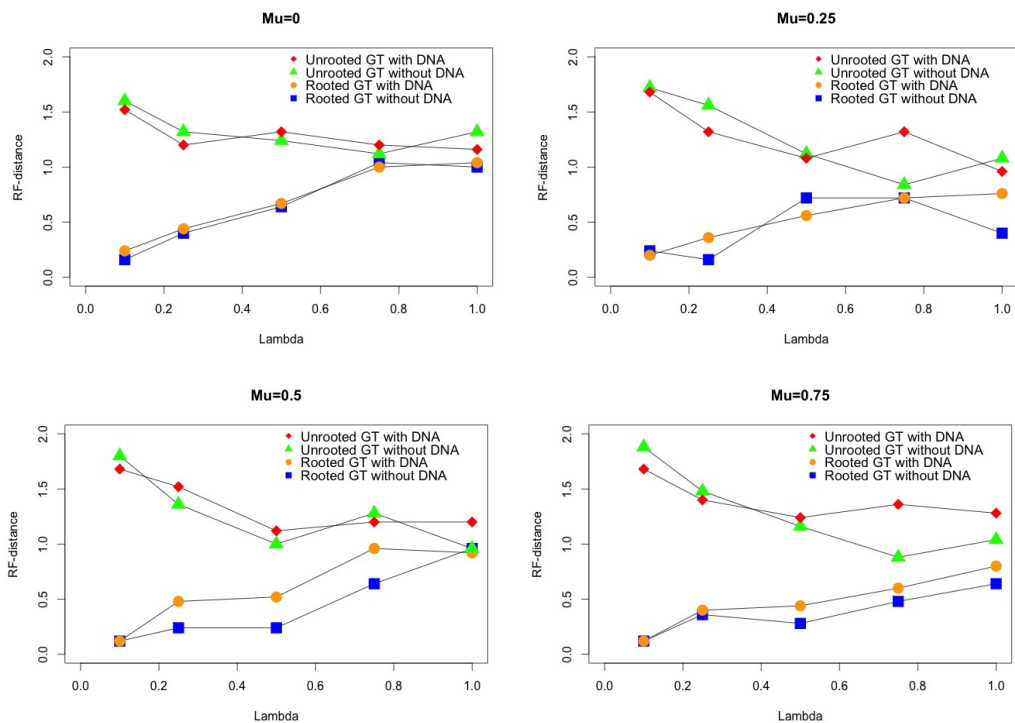 Mu=0
Unrooted GT with DNA
Unrooted GT without DNA
Rooted GT with DNA
Rooted GT without DNA
RF-distance
0.0
0.5
1.0
1.5
2.0
0.0 0.2 0.4 0.6 0.8 1.0
Lambda
Mu=0.25
Unrooted GT with DNA
Unrooted GT without DNA
Rooted GT with DNA
Rooted GT without DNA
RF-distance
0.0
0.5
1.0
1.5
2.0
0.0 0.2 0.4 0.6 0.8 1.0
Lambda
Mu=0.5
Unrooted GT with DNA
Unrooted GT without DNA
Rooted GT with DNA
Rooted GT without DNA
RF-distance
0.0
0.5
1.0
1.5
2.0
0.0 0.2 0.4 0.6 0.8 1.0
Lambda
Mu=0.75
Unrooted GT with DNA
Unrooted GT without DNA
Rooted GT with DNA
Rooted GT without DNA
RF-distance
0.0
0.5
1.0
1.5
2.0
0.0 0.2 0.4 0.6 0.8 1.0
Lambda